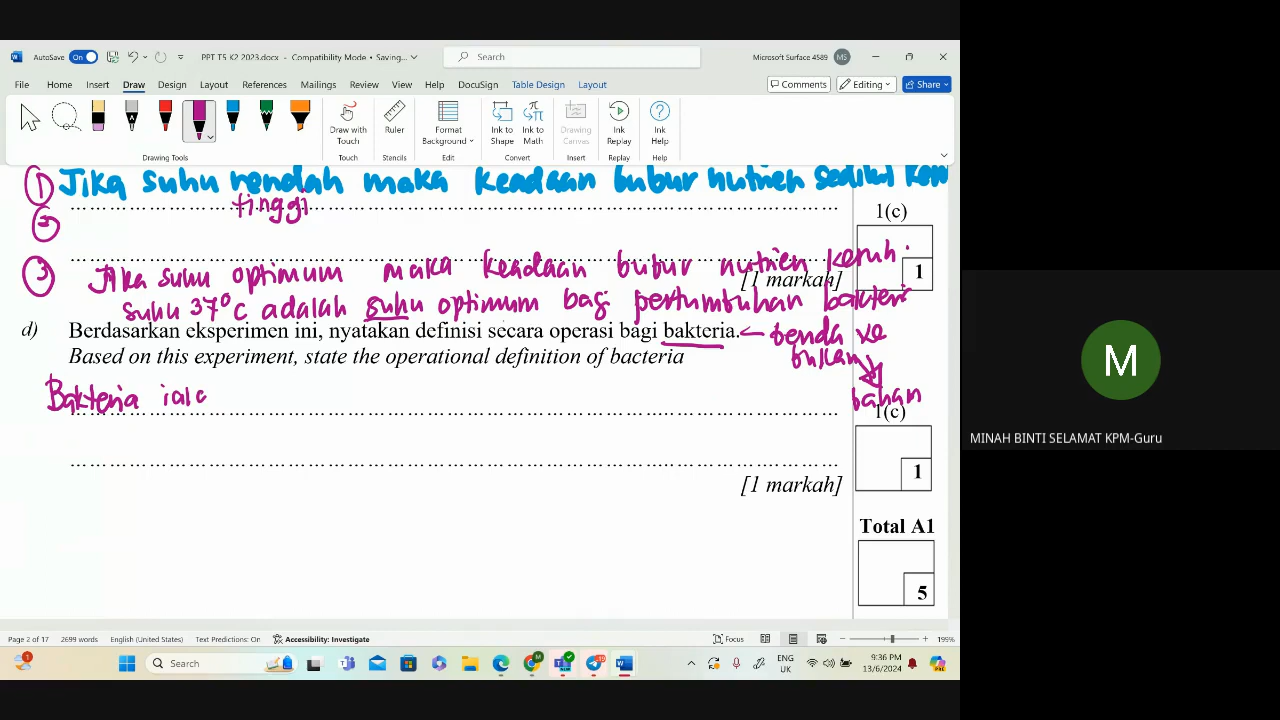 AutoSave On PPT T5 K2 2023.docx - Compatibility Mode • Saving... Search Microsoft Surface 4589 MS
File Home Insert Draw Design Layout References Mailings Review View Help DocuSign Table Design Layout Comments Editing Share
Draw with Touch Ruler Format Background Ink to Shape Ink to Math Drawing Canvas Ink Replay Ink Help
Drawing Tools Touch Stencils Edit Convert Insert Replay Help
① Jika suhu rendah maka keadaan bubur nutrien sedikit
② tinggi
1(c)
③ Jika suhu optimum maka keadaan bubur nutrien keruh.
[1 markah] 1
suhu 37°C adalah suhu optimum bagi pertumbuhan bakteri
d) Berdasarkan eksperimen ini, nyatakan definisi secara operasi bagi bakteria. ← benda
bukan
Based on this experiment, state the operational definition of bacteria
bahan
Bakteria iala
1(c)
1
[1 markah]
Total A1
5
M
MINAH BINTI SELAMAT KPM-Guru
Page 2 of 17 2699 words English (United States) Text Predictions: On Accessibility: Investigate Focus 199%
Search ENG UK 9:36 PM 13/6/2024